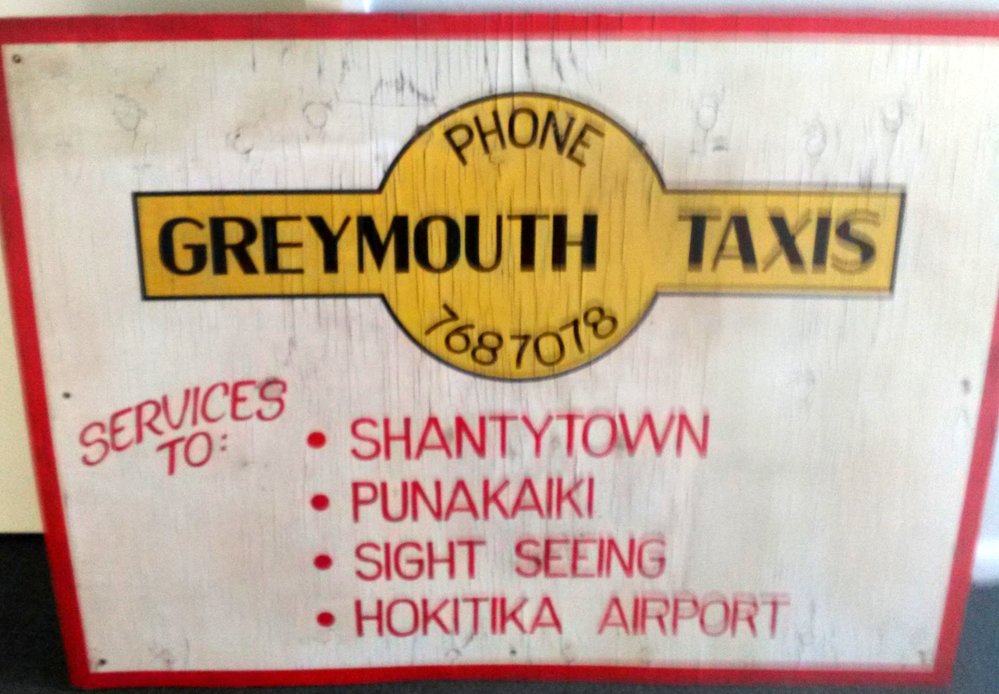 PHONE
GREYMOUTH TAXIS
7687078
SERVICES
TO:
• SHANTYTOWN
• PUNAKAIKI
• SIGHT SEEING
• HOKITIKA AIRPORT